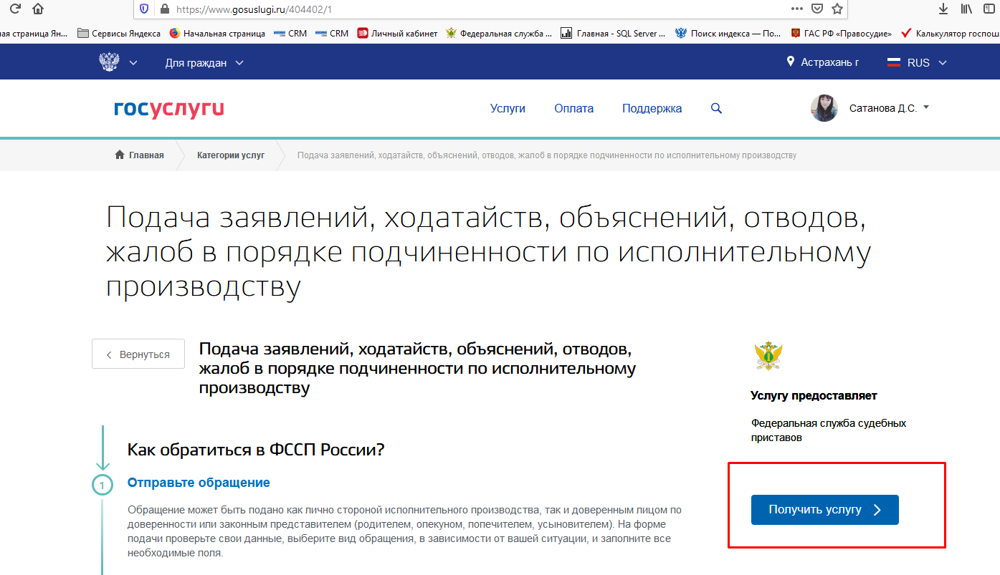 https://www.gosuslugi.ru/404402/1
ная страница Ян... Сервисы Яндекса Начальная страница CRM CRM Личный кабинет Федеральная служба ... Главная - SQL Server ... Поиск индекса — По... ГАС РФ «Правосудие» Калькулятор госпош
Для граждан Астрахань г RUS
госуслуги Услуги Оплата Поддержка Сатанова Д.С.
Главная Категории услуг Подача заявлений, ходатайств, объяснений, отводов, жалоб в порядке подчиненности по исполнительному производству
Подача заявлений, ходатайств, объяснений, отводов,
жалоб в порядке подчиненности по исполнительному
производству
Вернуться
Подача заявлений, ходатайств, объяснений, отводов,
жалоб в порядке подчиненности по исполнительному
производству
Услугу предоставляет
Федеральная служба судебных
приставов
Получить услугу
Как обратиться в ФССП России?
1 Отправьте обращение
Обращение может быть подано как лично стороной исполнительного производства, так и доверенным лицом по
доверенности или законным представителем (родителем, опекуном, попечителем, усыновителем). На форме
подачи проверьте свои данные, выберите вид обращения, в зависимости от вашей ситуации, и заполните все
необходимые поля.